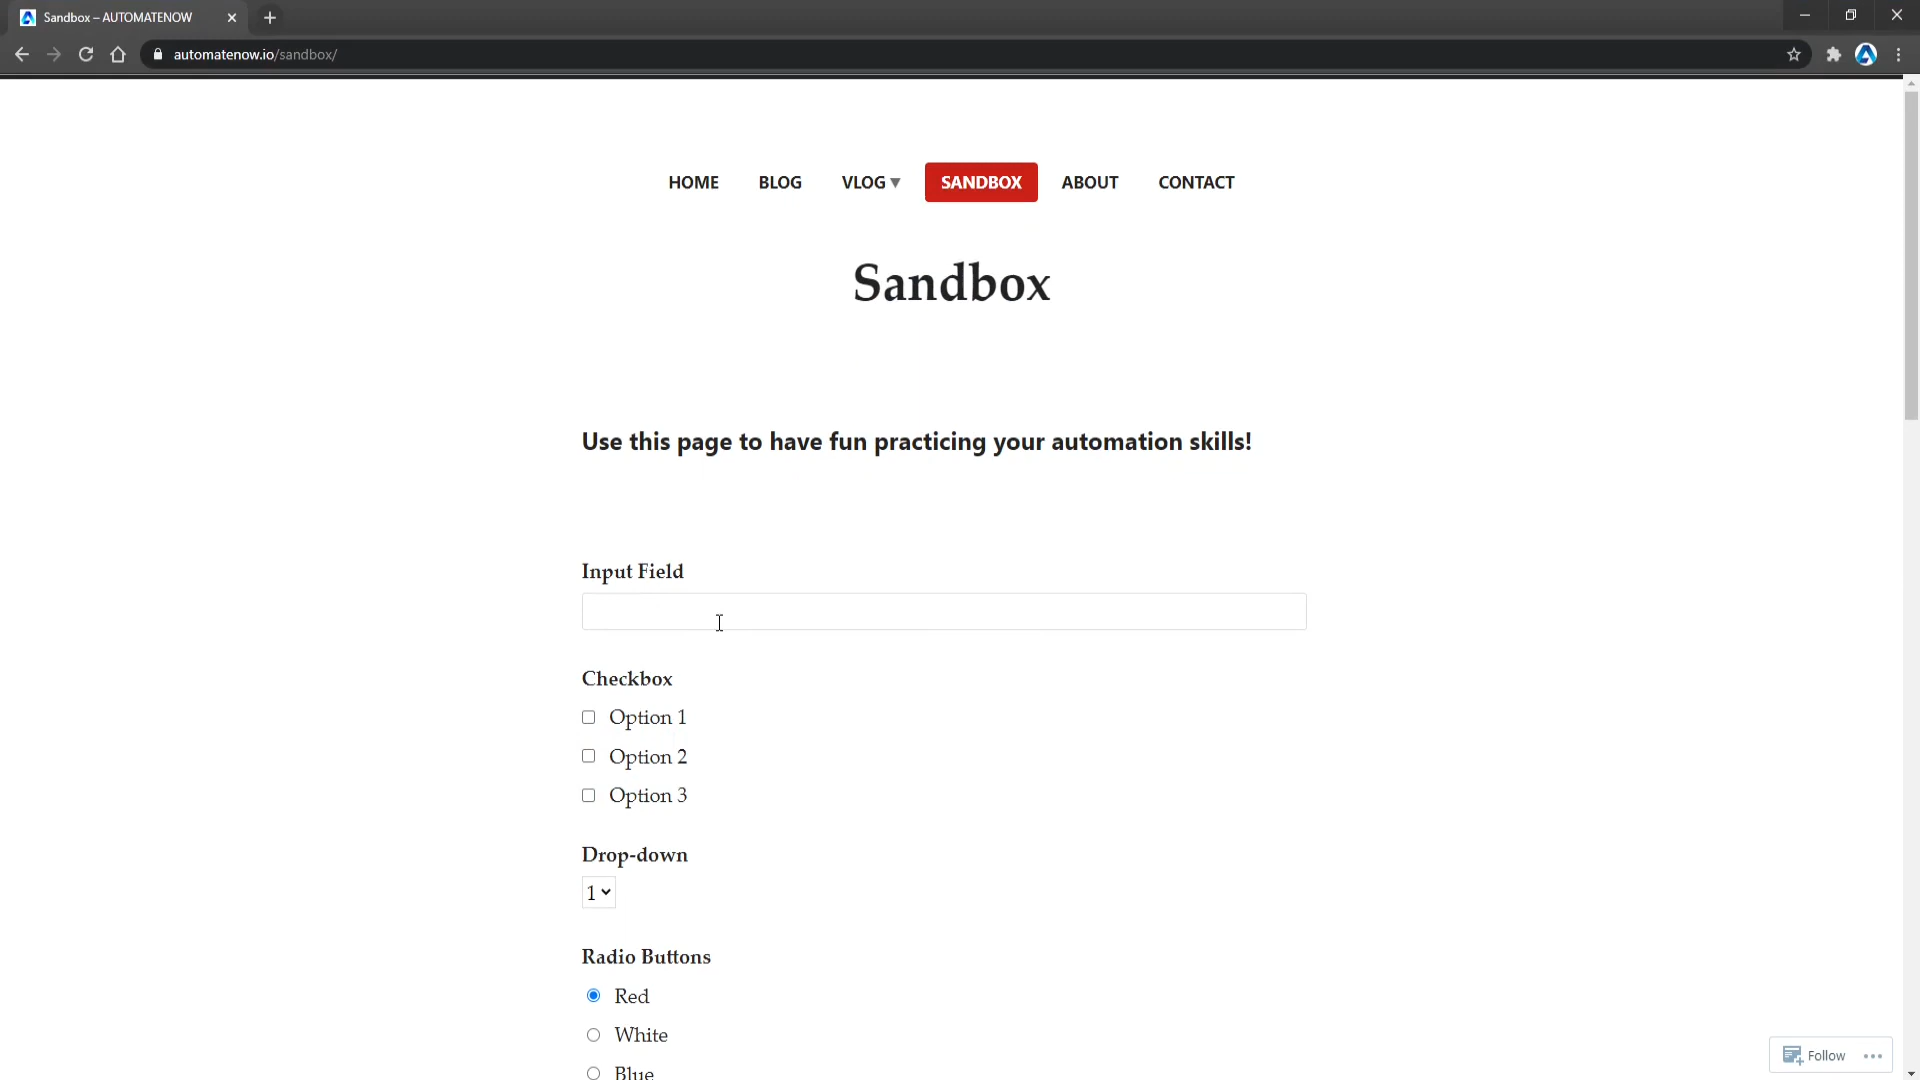 Sandbox – AUTOMATENOW
automatenow.io/sandbox/
HOME BLOG VLOG ▼ SANDBOX ABOUT CONTACT
Sandbox
Use this page to have fun practicing your automation skills!
Input Field
Checkbox
Option 1
Option 2
Option 3
Drop-down
1
Radio Buttons
Red
White
Blue
Follow